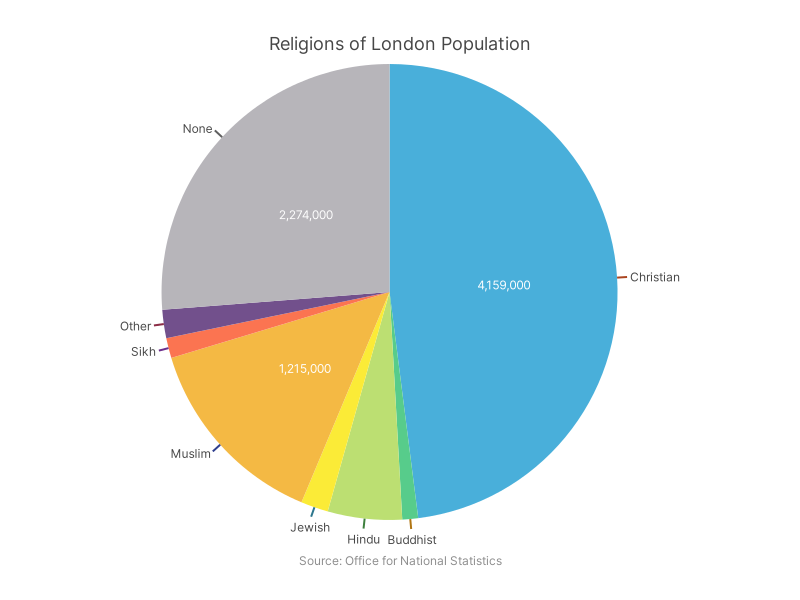 Religions of London Population
None
2,274,000
Christian
4,159,000
Other
Sikh
1,215,000
Muslim
Jewish
Hindu
Buddhist
Source: Office for National Statistics